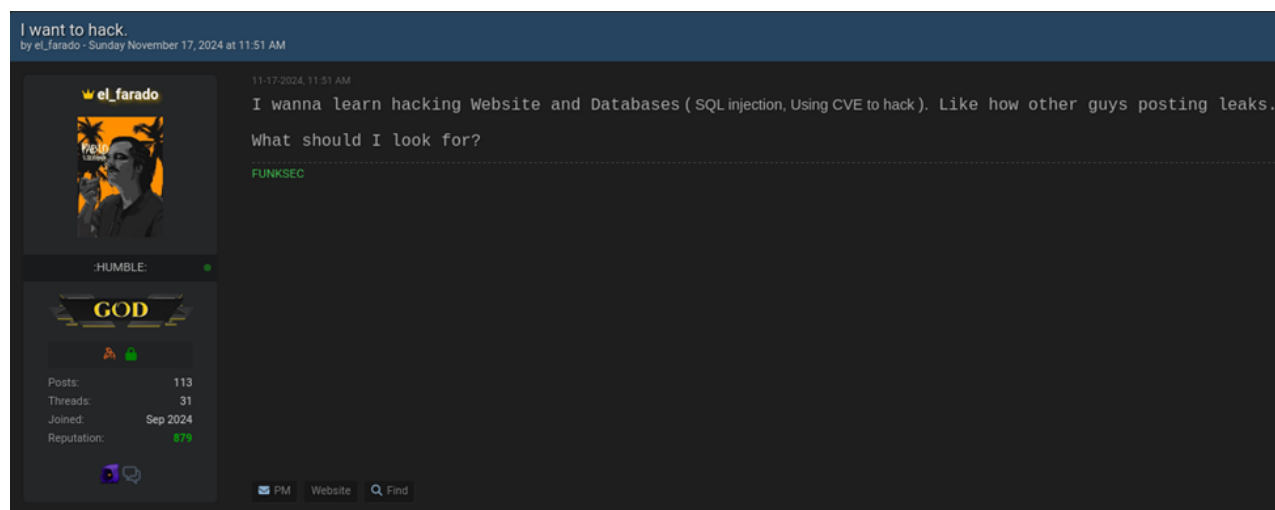 I want to hack.
by el_farado - Sunday November 17, 2024 at 11:51 AM
el_farado
11-17-2024, 11:51 AM
I wanna learn hacking Website and Databases ( SQL injection, Using CVE to hack ). Like how other guys posting leaks.
What should I look for?
FUNKSEC
:HUMBLE:
GOD
Posts: 113
Threads: 31
Joined: Sep 2024
Reputation: 879
PM Website Find